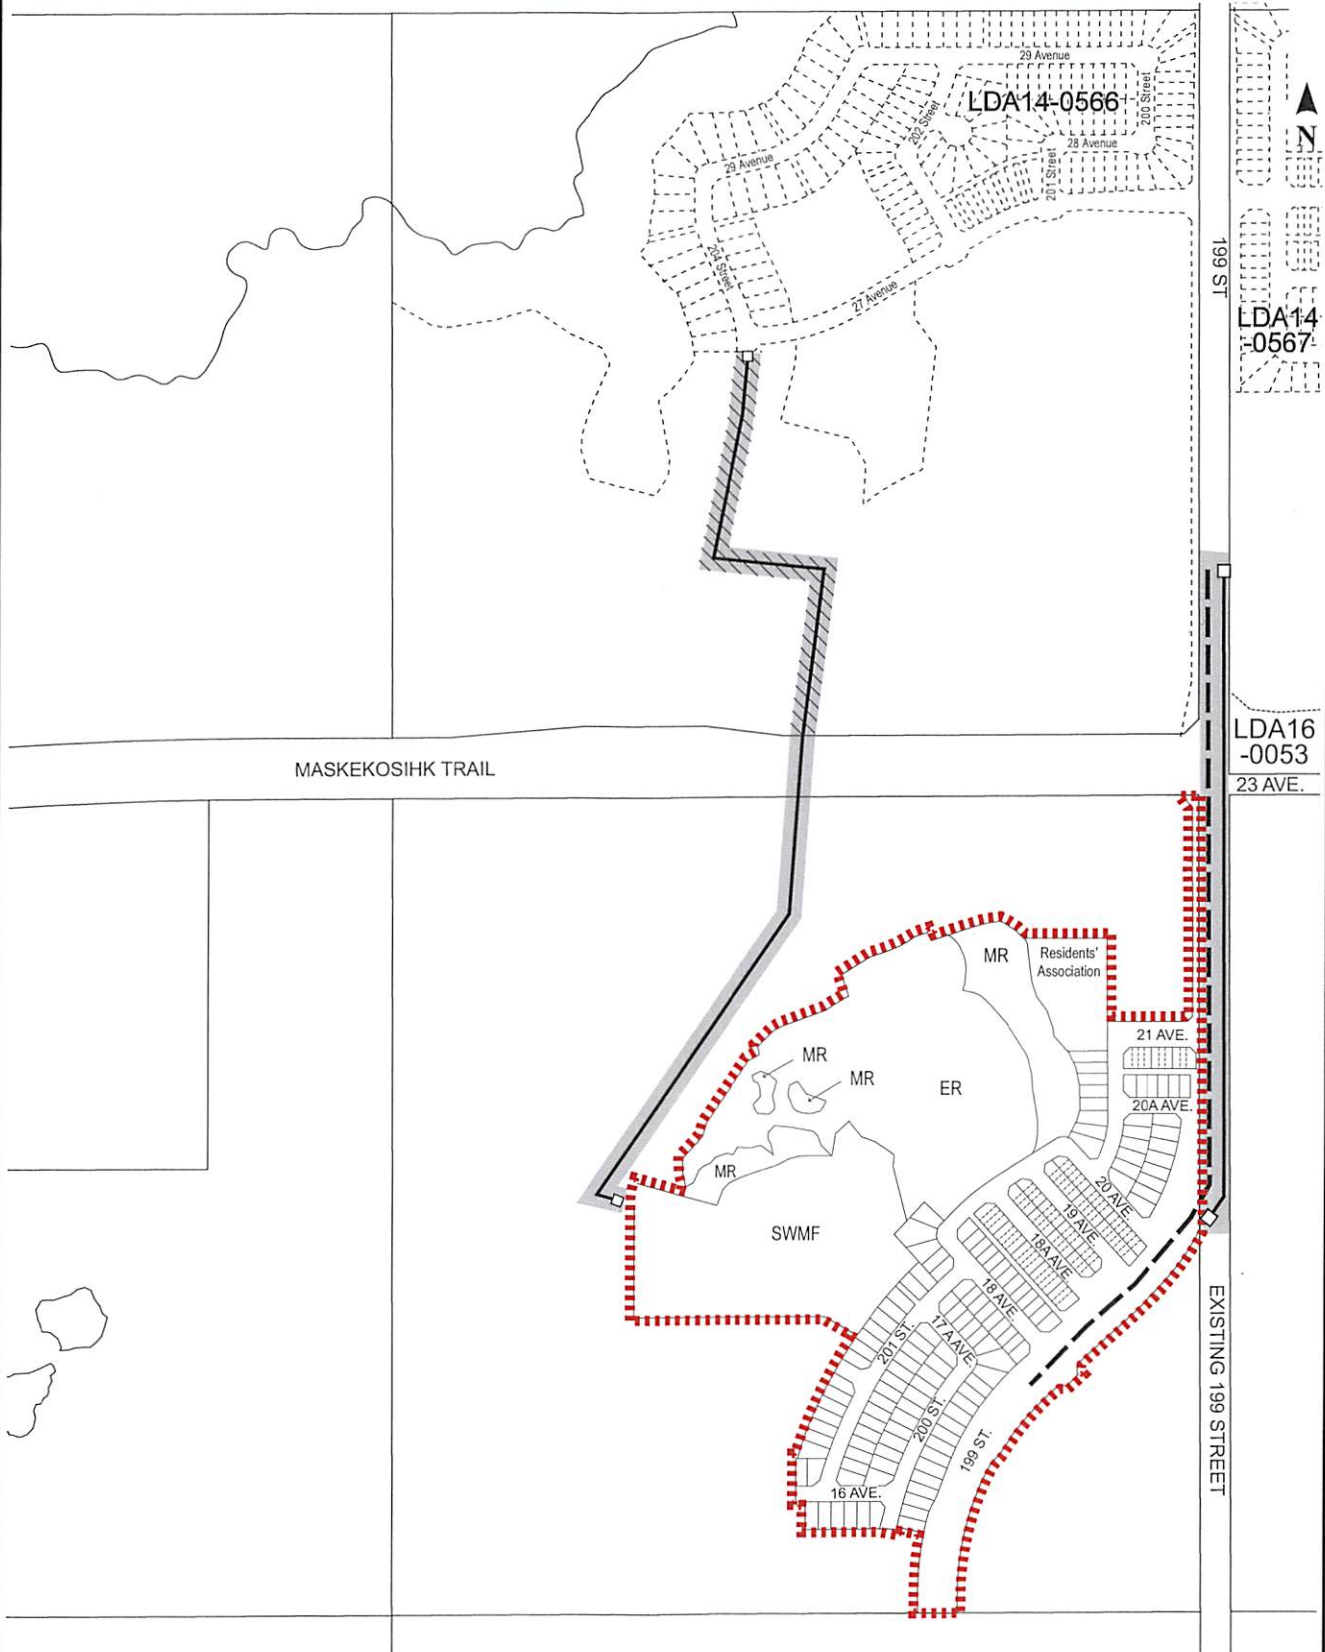 29 Avenue
LDA14-0566
200 Street
N
202 Street
28 Avenue
29 Avenue
201 Street
204 Street
199 ST
27 Avenue
LDA14
-0567
LDA16
-0053
MASKEKOSIHK TRAIL
23 AVE.
MR
Residents'
Association
21 AVE.
MR
MR
ER
20A AVE.
MR
20 AVE
19 AVE.
SWMF
18A AVE
18 AVE.
EXISTING 199 STREET
17 A AVE.
201 ST.
200 ST.
199 ST.
16 AVE.